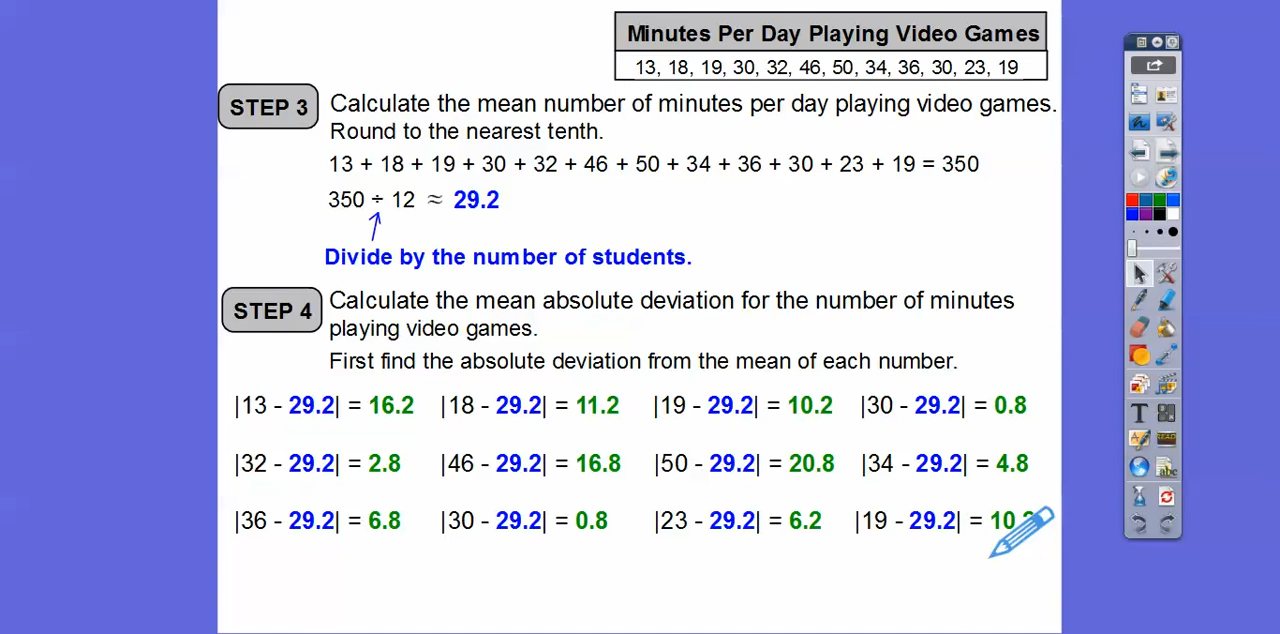 Minutes Per Day Playing Video Games
13, 18, 19, 30, 32, 46, 50, 34, 36, 30, 23, 19
STEP 3
Calculate the mean number of minutes per day playing video games.
Round to the nearest tenth.
13 + 18 + 19 + 30 + 32 + 46 + 50 + 34 + 36 + 30 + 23 + 19 = 350
350 ÷ 12 ≈ 29.2
Divide by the number of students.
STEP 4
Calculate the mean absolute deviation for the number of minutes
playing video games.
First find the absolute deviation from the mean of each number.
|13 - 29.2| = 16.2 |18 - 29.2| = 11.2 |19 - 29.2| = 10.2 |30 - 29.2| = 0.8
|32 - 29.2| = 2.8 |46 - 29.2| = 16.8 |50 - 29.2| = 20.8 |34 - 29.2| = 4.8
|36 - 29.2| = 6.8 |30 - 29.2| = 0.8 |23 - 29.2| = 6.2 |19 - 29.2| = 10.2
T
abc